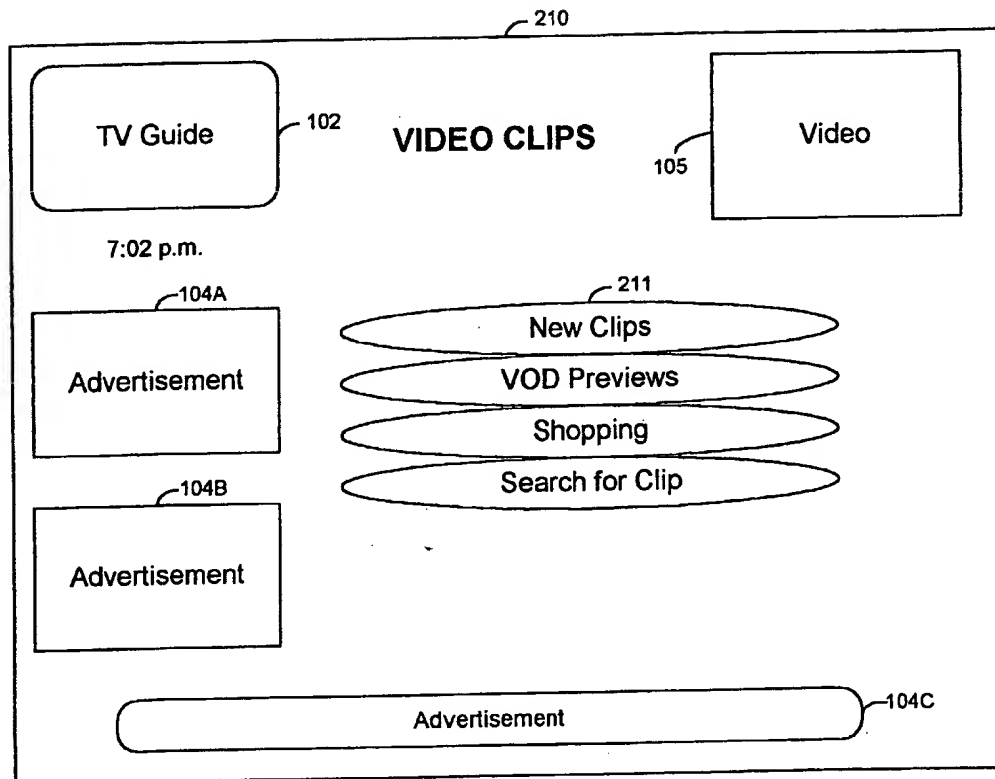 210
TV Guide
102
VIDEO CLIPS
105
Video
7:02 p.m.
104A
Advertisement
211
New Clips
VOD Previews
Shopping
Search for Clip
104B
Advertisement
Advertisement
104C